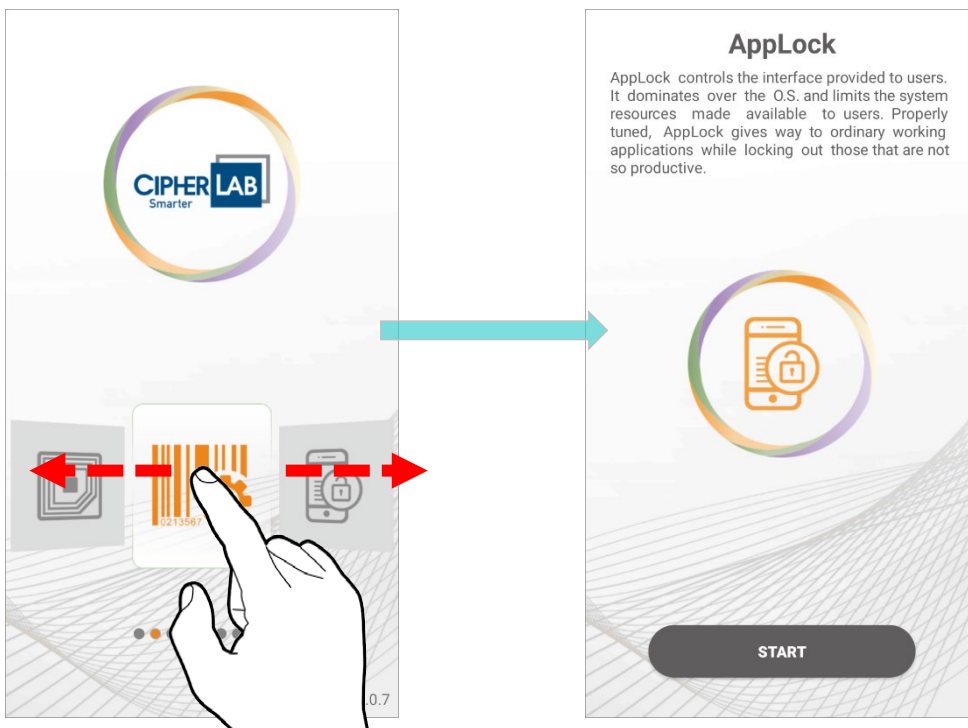 CIPHERLAB
Smarter
0213567
.0.7
AppLock
AppLock controls the interface provided to users.
It dominates over the O.S. and limits the system
resources made available to users. Properly
tuned, AppLock gives way to ordinary working
applications while locking out those that are not
so productive.
START